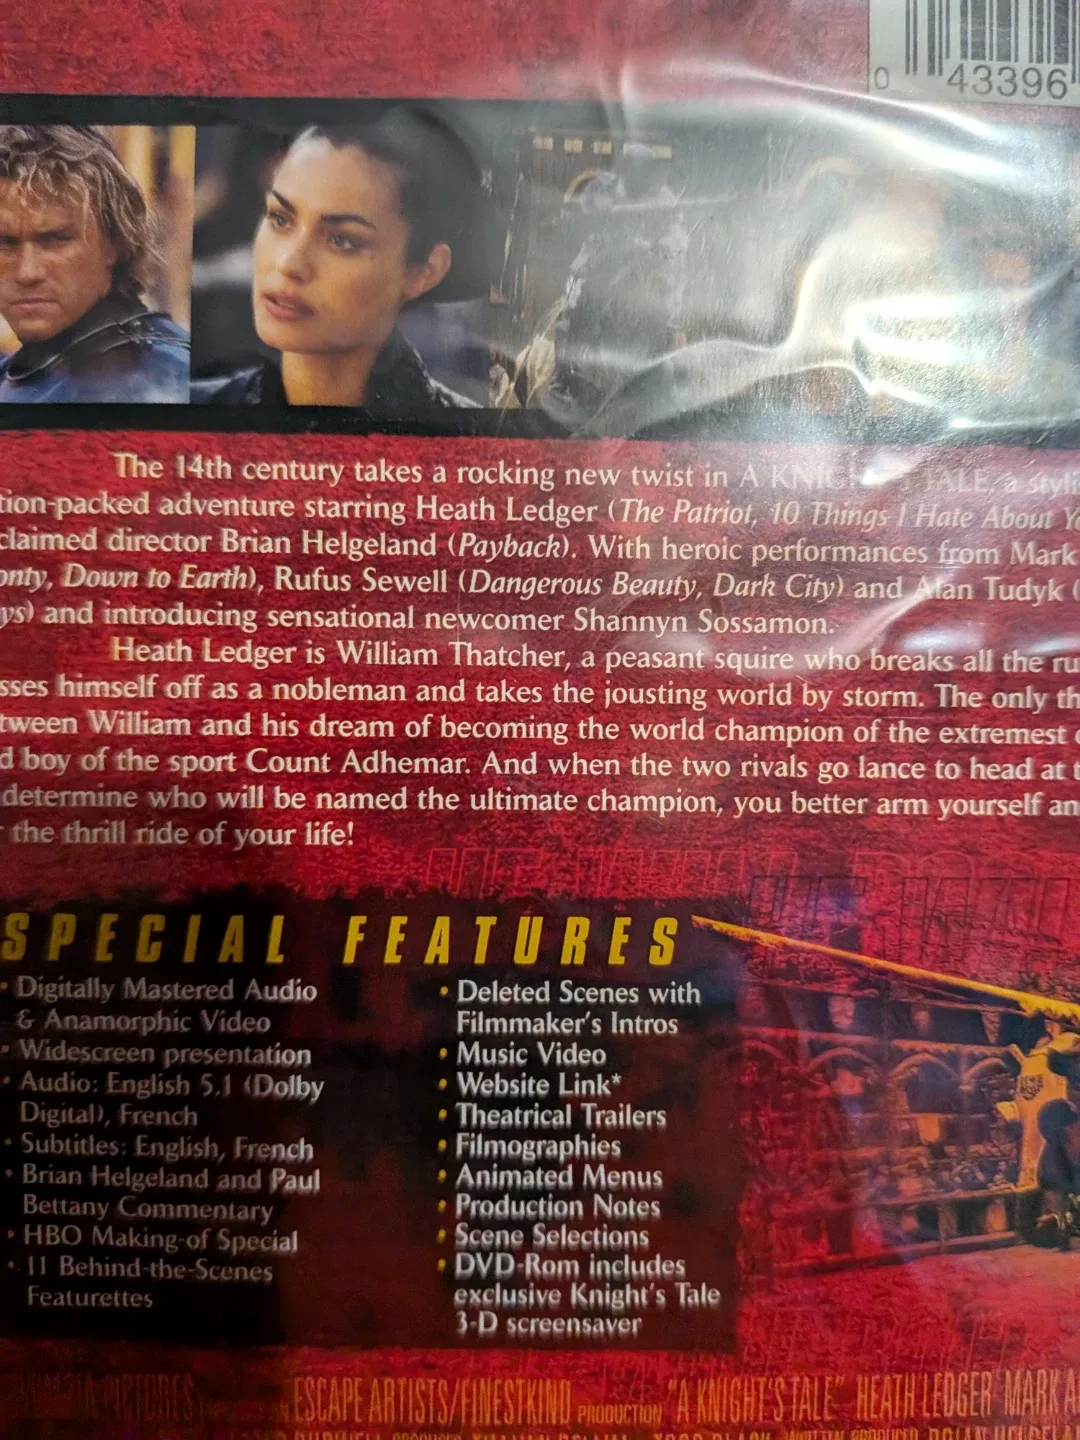 0 43396
The 14th century takes a rocking new twist in A KNIGHT'S TALE a styli
tion-packed adventure starring Heath Ledger (The Patriot, 10 Things I Hate About Yo
claimed director Brian Helgeland (Payback). With heroic performances from Mark
onty, Down to Earth), Rufus Sewell (Dangerous Beauty, Dark City) and Alan Tudyk (
ys) and introducing sensational newcomer Shannyn Sossamon.
Heath Ledger is William Thatcher, a peasant squire who breaks all the ru
sses himself off as a nobleman and takes the jousting world by storm. The only th
tween William and his dream of becoming the world champion of the extremest
d boy of the sport Count Adhemar. And when the two rivals go lance to head at t
determine who will be named the ultimate champion, you better arm yourself an
the thrill ride of your life!
SPECIAL FEATURES
• Digitally Mastered Audio
& Anamorphic Video
• Widescreen presentation
• Audio: English 5.1 (Dolby
Digital), French
• Subtitles: English, French
• Brian Helgeland and Paul
Bettany Commentary
• HBO Making-of Special
• 11 Behind-the-Scenes
Featurettes
• Deleted Scenes with
Filmmaker's Intros
• Music Video
• Website Link*
• Theatrical Trailers
• Filmographies
• Animated Menus
• Production Notes
• Scene Selections
• DVD-Rom includes
exclusive Knight's Tale
3-D screensaver
PICTURES ESCAPE ARTISTS/FINESTKIND PRODUCTION "A KNIGHT'S TALE" HEATH LEDGER MARK A